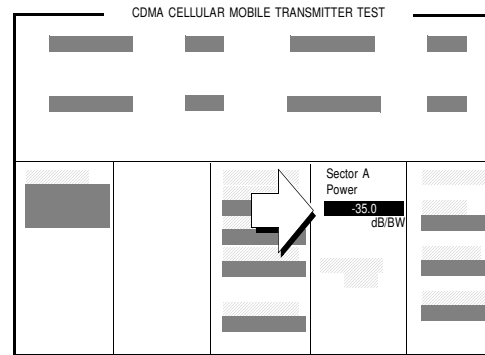 CDMA CELLULAR MOBILE TRANSMITTER TEST
Sector A
Power
-35.0
dB/BW